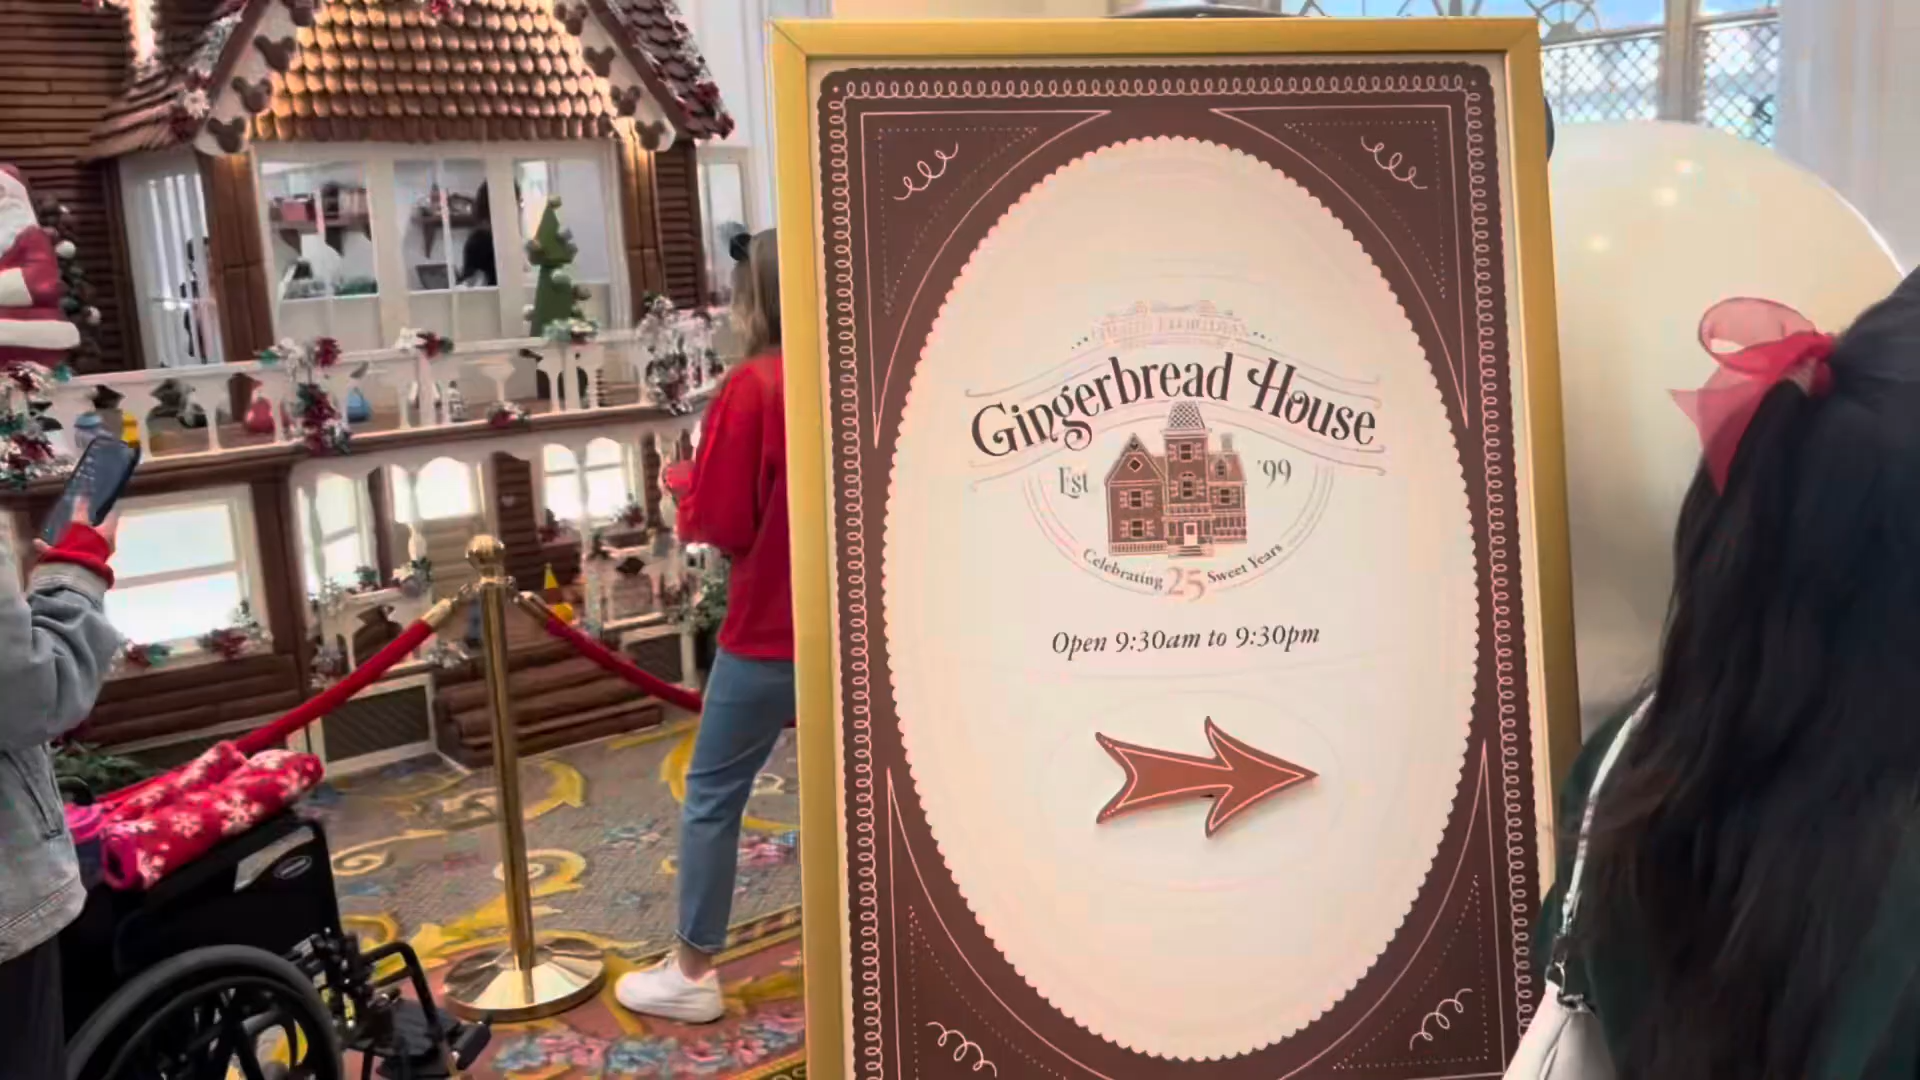 Gingerbread House
Est '99
Celebrating 25 Sweet Years
Open 9:30am to 9:30pm